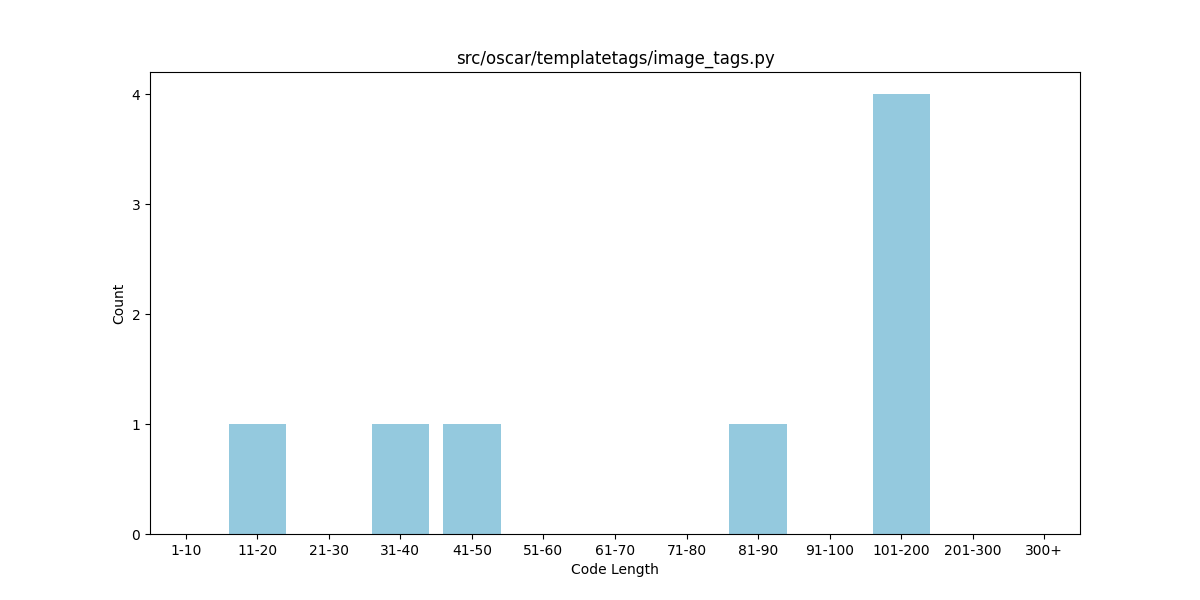 src/oscar/templatetags/image_tags.py
Count
4
3
2
1
0
1-10 11-20 21-30 31-40 41-50 51-60 61-70 71-80 81-90 91-100 101-200 201-300 300+
Code Length